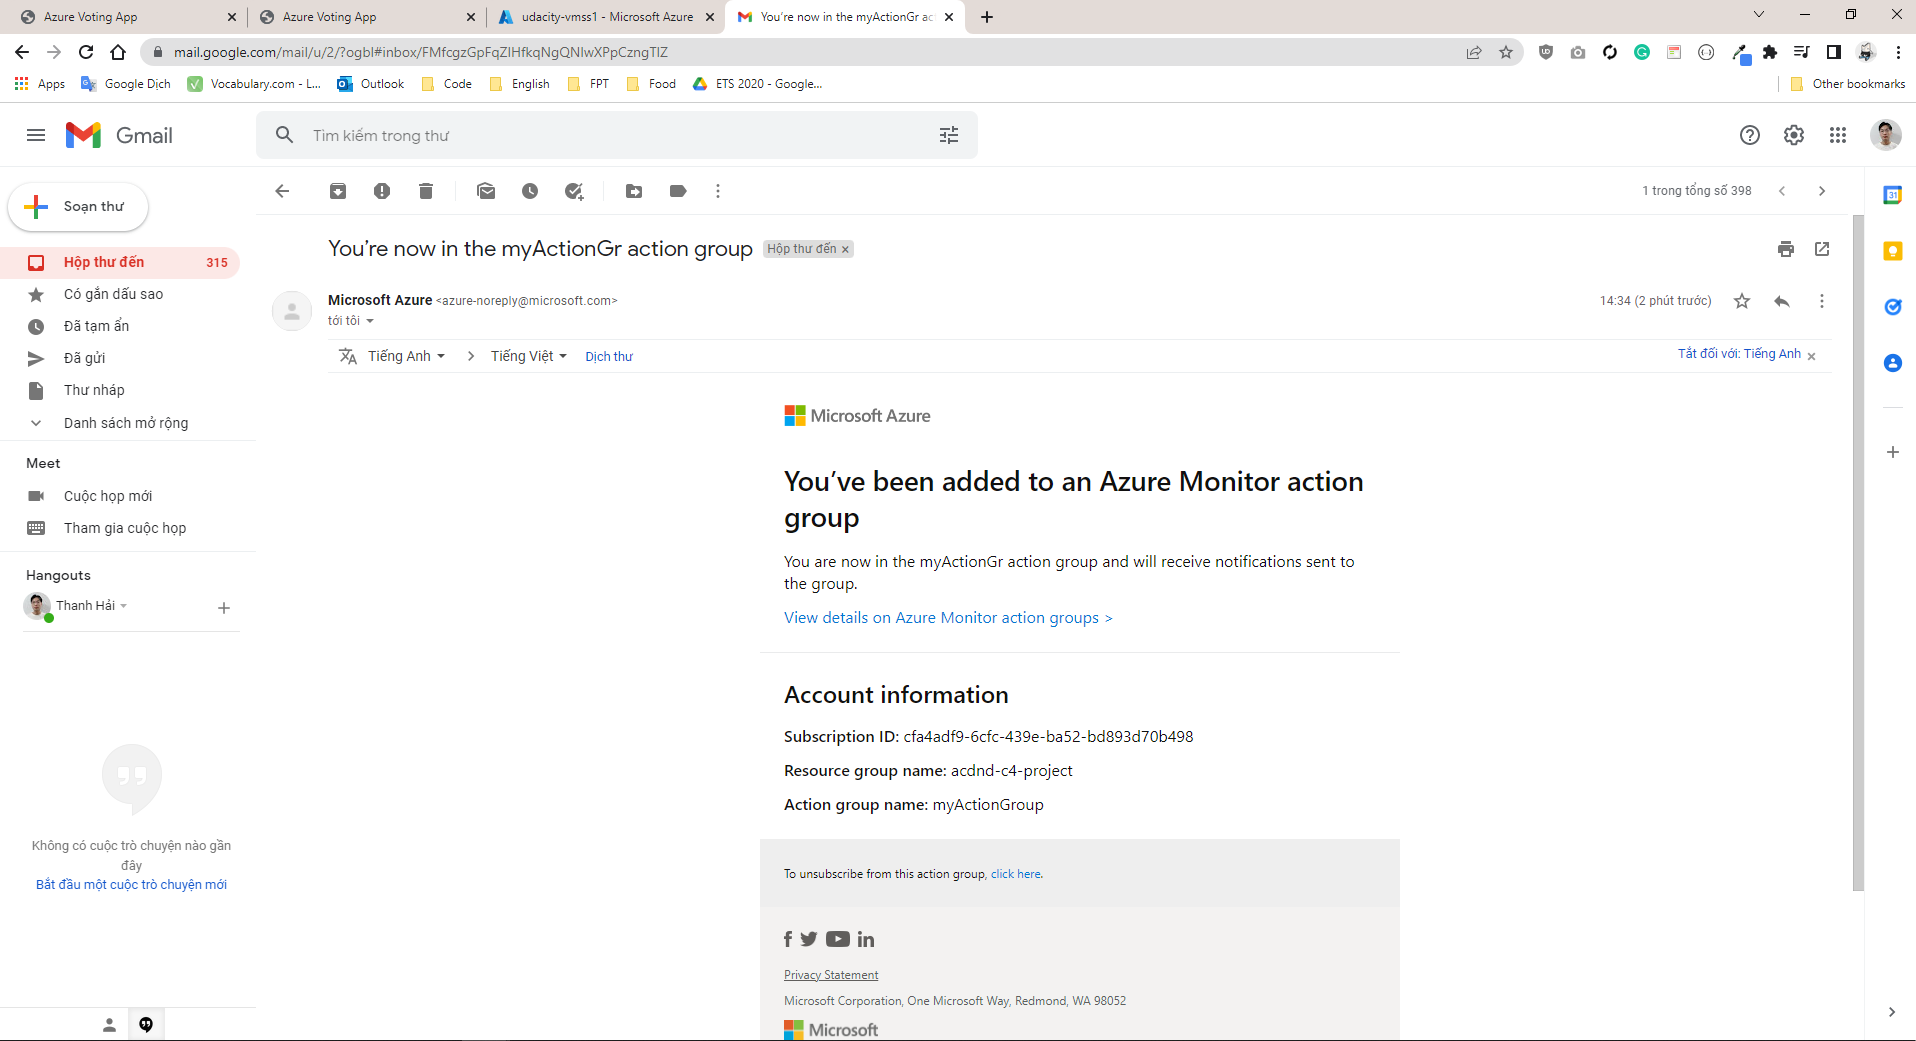 Azure Voting App
Azure Voting App
udacity-vmss1 - Microsoft Azure
You're now in the myActionGr ac
mail.google.com/mail/u/2/?ogbl#inbox/FMfcgzGpFqZIHfkqNgQNlwXPpCzngTlZ
Apps
Google Dịch
Vocabulary.com - L...
Outlook
Code
English
FPT
Food
ETS 2020 - Google...
Other bookmarks
Gmail
Tìm kiếm trong thư
Soạn thư
1 trong tổng số 398
31
You're now in the myActionGr action group
Hộp thư đến x
Hộp thư đến 315
Có gắn dấu sao
Đã tạm ẩn
Đã gửi
Thư nháp
Danh sách mở rộng
Microsoft Azure <azure-noreply@microsoft.com>
14:34 (2 phút trước)
tới tôi
Tiếng Anh > Tiếng Việt Dịch thư
Tắt đối với: Tiếng Anh x
Meet
Cuộc họp mới
Tham gia cuộc họp
Hangouts
Thanh Hải
Không có cuộc trò chuyện nào gần
đây
Bắt đầu một cuộc trò chuyện mới
Microsoft Azure
You've been added to an Azure Monitor action
group
You are now in the myActionGr action group and will receive notifications sent to
the group.
View details on Azure Monitor action groups >
Account information
Subscription ID: cfa4adf9-6cfc-439e-ba52-bd893d70b498
Resource group name: acdnd-c4-project
Action group name: myActionGroup
To unsubscribe from this action group, click here.
Privacy Statement
Microsoft Corporation, One Microsoft Way, Redmond, WA 98052
Microsoft